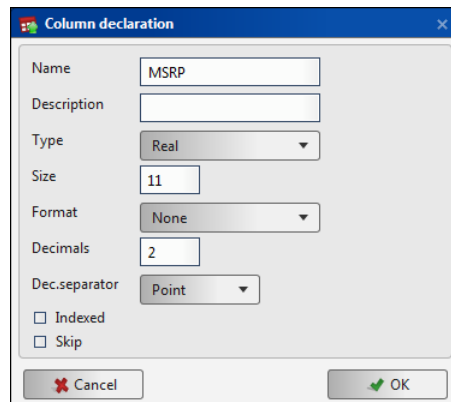 Column declaration
Name MSRP
Description
Type Real
Size 11
Format None
Decimals 2
Dec.separator Point
Indexed
Skip
Cancel OK